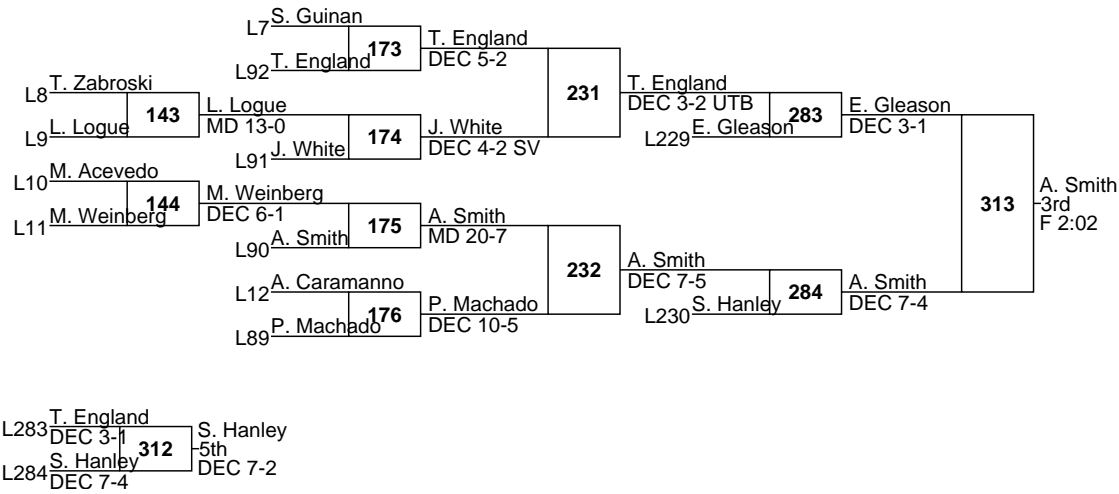 S. Guinan
L7
173
T. England
DEC 5-2
T. England
L92
T. Zabroski
L8
143
L. Logue
MD 13-0
L. Logue
L9
174
J. White
DEC 4-2 SV
J. White
L91
231
T. England
DEC 3-2 UTB
283
E. Gleason
DEC 3-1
E. Gleason
L229
M. Acevedo
L10
144
M. Weinberg
DEC 6-1
M. Weinberg
L11
175
A. Smith
MD 20-7
A. Smith
L90
232
A. Smith
DEC 7-5
A. Caramanno
L12
176
P. Machado
DEC 10-5
P. Machado
L89
284
A. Smith
DEC 7-4
S. Hanley
L230
313
A. Smith
3rd
F 2:02
T. England
L283
DEC 3-1
312
S. Hanley
5th
DEC 7-2
S. Hanley
L284
DEC 7-4